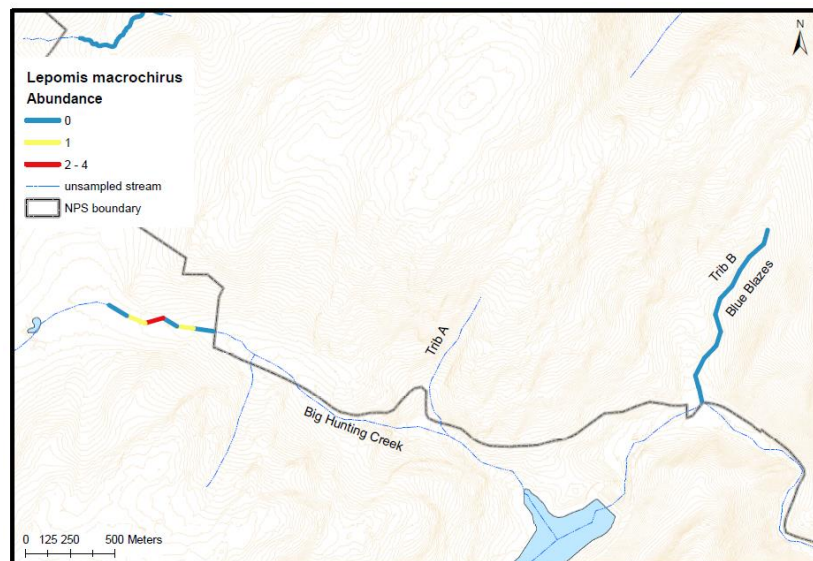 N
Lepomis macrochirus
Abundance
0
1
2 - 4
unsampled stream
NPS boundary
Trib B
Blue Blazes
Trib A
Big Hunting Creek
0 125 250 500 Meters